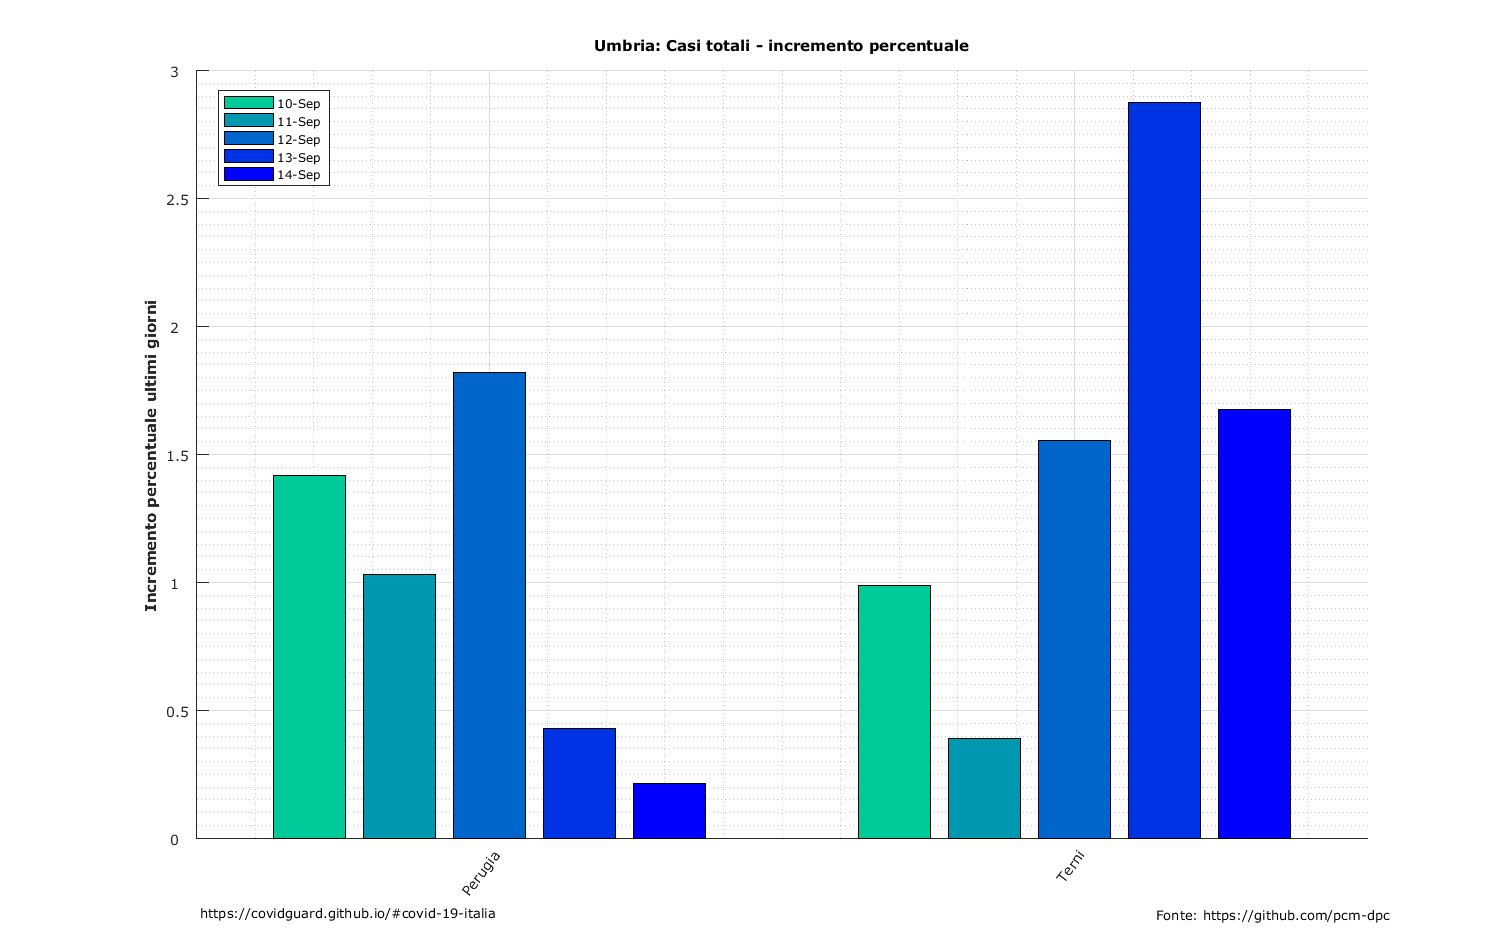 Umbria: Casi totali - incremento percentuale
3
2.5
2
1.5
1
0.5
0
Incremento percentuale ultimi giorni
10-Sep
11-Sep
12-Sep
13-Sep
14-Sep
Perugia
Terni
https://covidguard.github.io/#covid-19-italia
Fonte: https://github.com/pcm-dpc